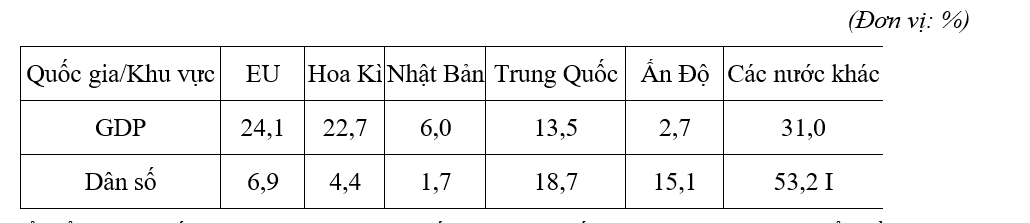 (Đơn vị: %)
Quốc gia/Khu vực EU Hoa Kì Nhật Bản Trung Quốc Ấn Độ Các nước khác
GDP 24,1 22,7 6,0 13,5 2,7 31,0
Dân số 6,9 4,4 1,7 18,7 15,1 53,2 I